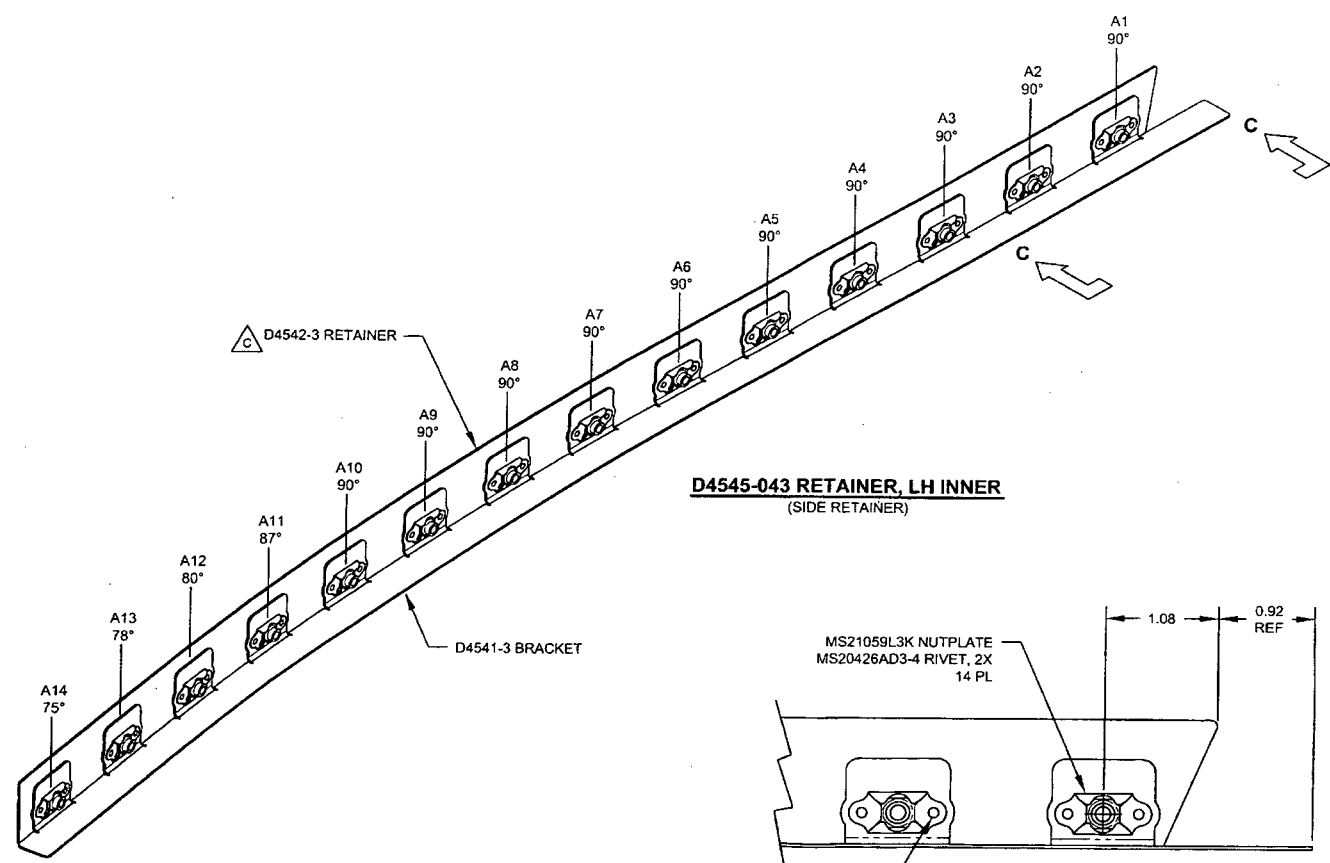 A1
90°
A2
90°
A3
90°
A4
90°
A5
90°
A6
90°
A7
90°
A8
90°
A9
90°
A10
90°
A11
87°
A12
80°
A13
78°
A14
75°
C
C
C
D4542-3 RETAINER
D4545-043 RETAINER, LH INNER
(SIDE RETAINER)
D4541-3 BRACKET
MS21059L3K NUTPLATE
MS20426AD3-4 RIVET, 2X
14 PL
1.08
0.92
REF